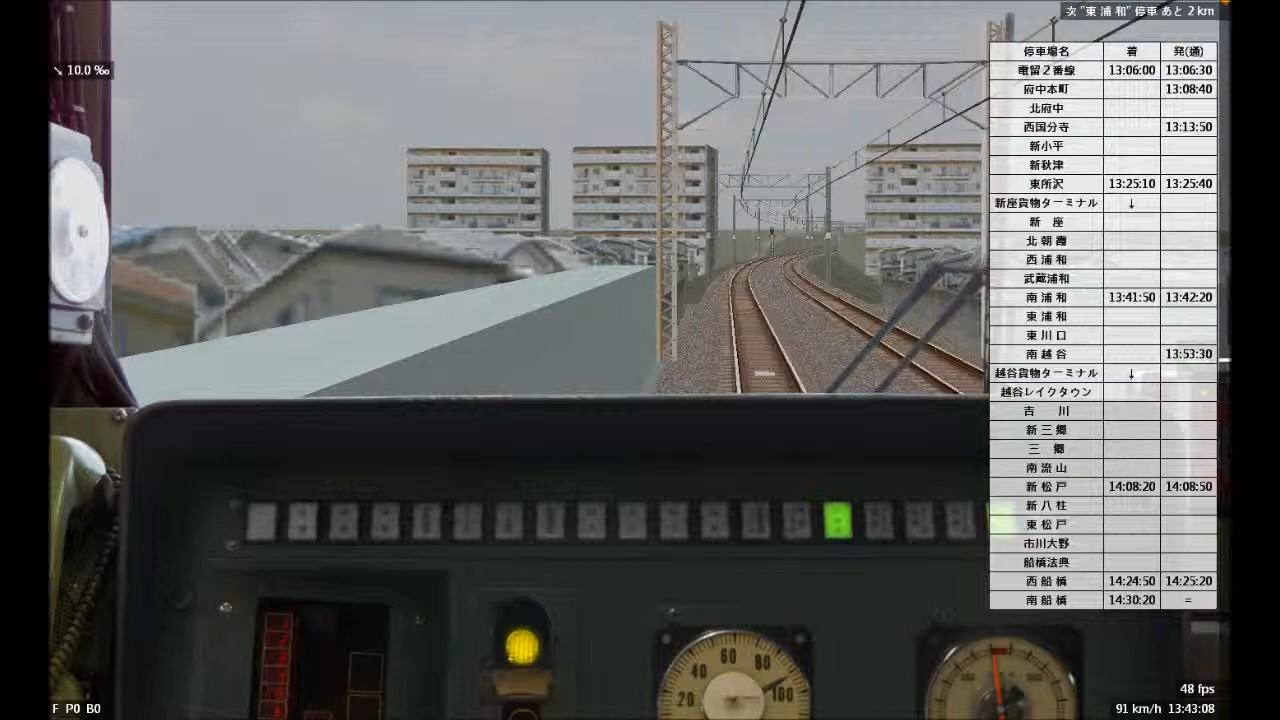 次 "東 浦 和" 停車 あと 2 km
↘ 10.0 ‰
停車場名 着 発(通)
電留２番線 13:06:00 13:06:30
府中本町 13:08:40
北府中
西国分寺 13:13:50
新小平
新秋津
東所沢 13:25:10 13:25:40
新座貨物ターミナル ↓
新 座
北 朝 霞
西 浦 和
武蔵浦和
南 浦 和 13:41:50 13:42:20
東 浦 和
東 川 口
南 越 谷 13:53:30
越谷貨物ターミナル ↓
越谷レイクタウン
吉 川
新 三 郷
三 郷
南 流 山
新 松 戸 14:08:20 14:08:50
新 八 柱
東 松 戸
市川大野
船橋法典
西 船 橋 14:24:50 14:25:20
南 船 橋 14:30:20 =
20 40 60 80 100
48 fps
F P0 B0
91 km/h 13:43:08